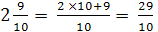 2 9/10 = (2 ×10+9)/10 = 29/10